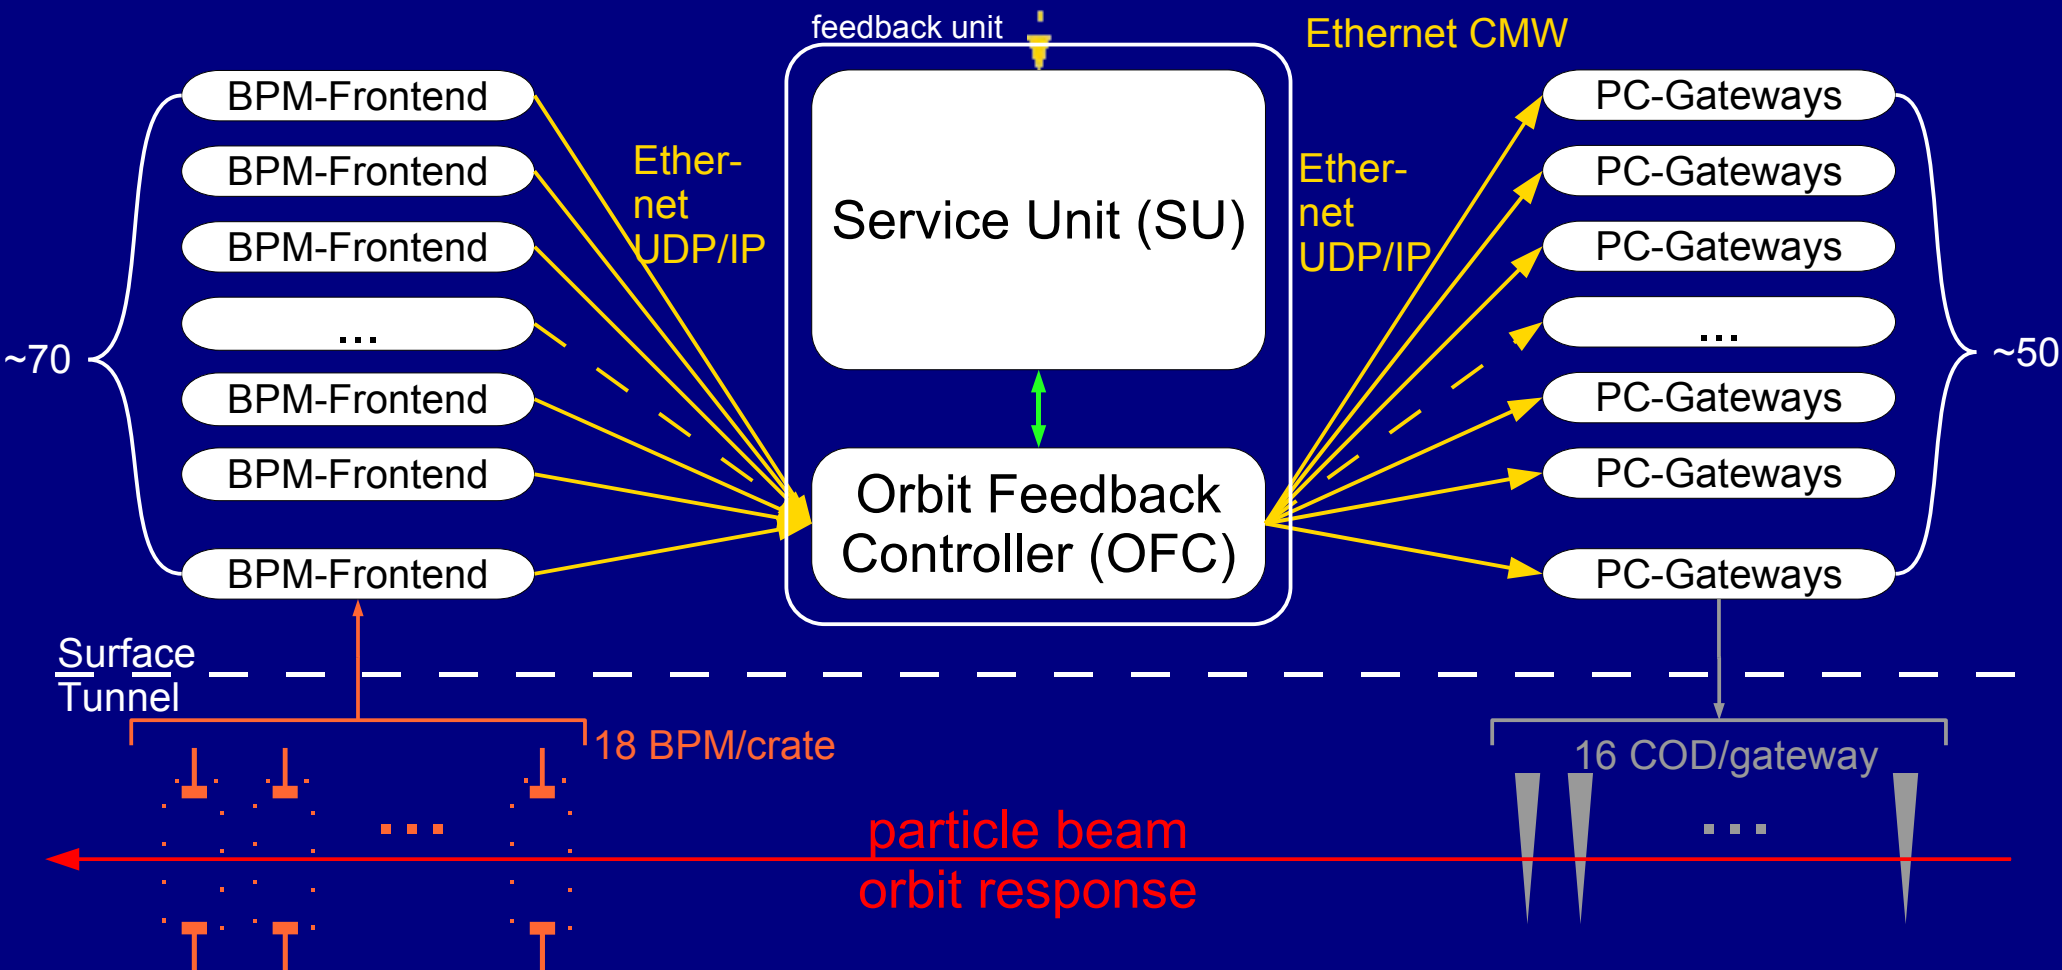 feedback unit
Ethernet CMW
BPM-Frontend
BPM-Frontend
BPM-Frontend
...
BPM-Frontend
BPM-Frontend
BPM-Frontend
~70
Ether-
net
UDP/IP
Service Unit (SU)
Orbit Feedback
Controller (OFC)
Ether-
net
UDP/IP
PC-Gateways
PC-Gateways
PC-Gateways
...
PC-Gateways
PC-Gateways
PC-Gateways
~50
Surface
Tunnel
18 BPM/crate
...
16 COD/gateway
...
particle beam
orbit response